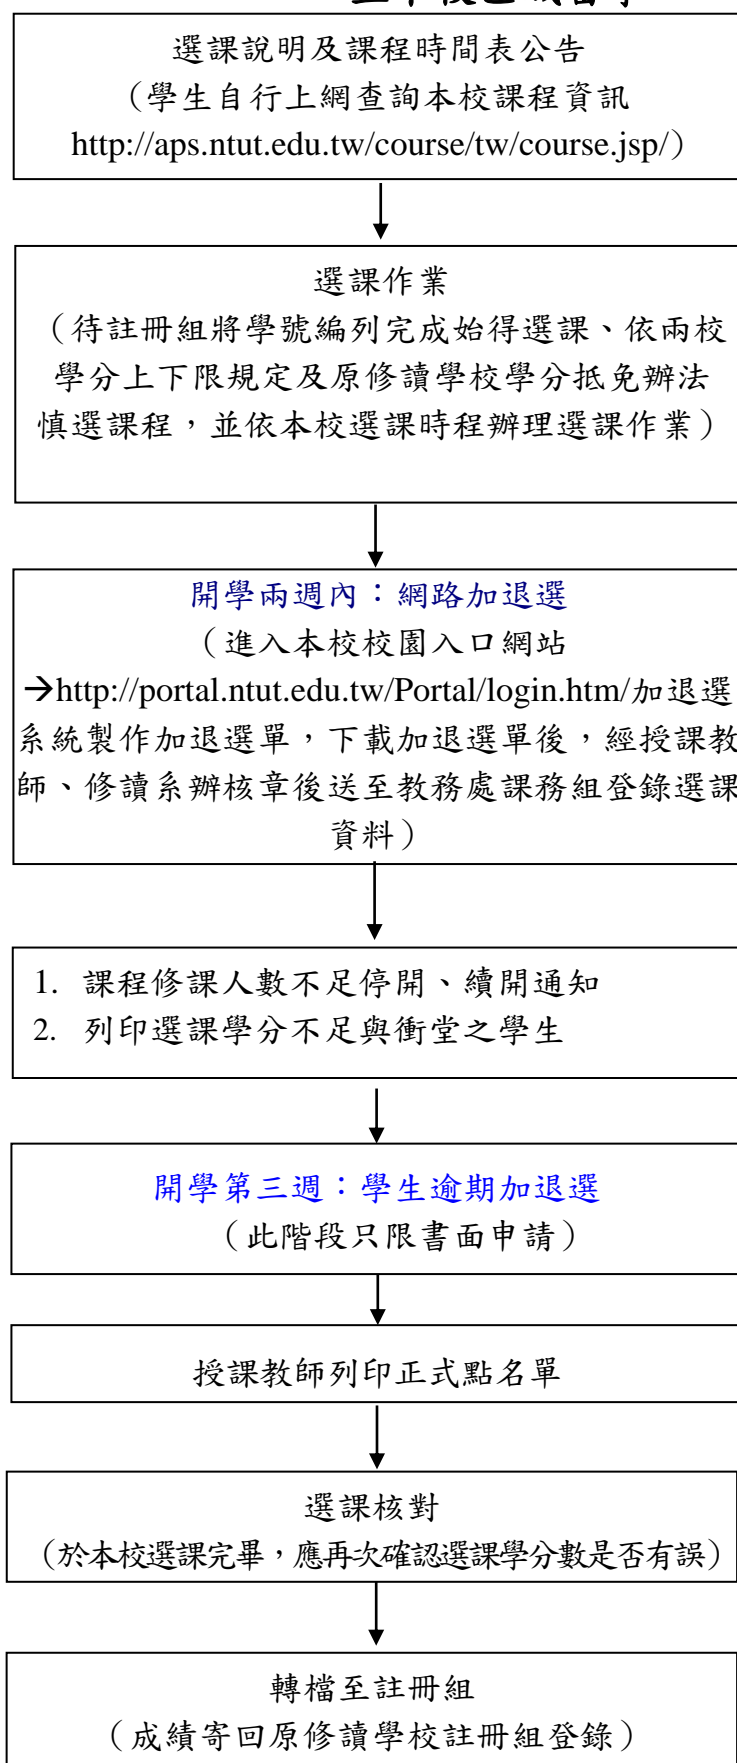 選課說明及課程時間表公告
（學生自行上網查詢本校課程資訊
http://aps.ntut.edu.tw/course/tw/course.jsp/）
選課作業
（待註冊組將學號編列完成始得選課、依兩校
學分上下限規定及原修讀學校學分抵免辦法
慎選課程，並依本校選課時程辦理選課作業）
開學兩週內：網路加退選
（進入本校校園入口網站
→http://portal.ntut.edu.tw/Portal/login.htm/加退選
系統製作加退選單，下載加退選單後，經授課教
師、修讀系辦核章後送至教務處課務組登錄選課
資料）
1. 課程修課人數不足停開、續開通知
2. 列印選課學分不足與衝堂之學生
開學第三週：學生逾期加退選
（此階段只限書面申請）
授課教師列印正式點名單
選課核對
（於本校選課完畢，應再次確認選課學分數是否有誤）
轉檔至註冊組
（成績寄回原修讀學校註冊組登錄）